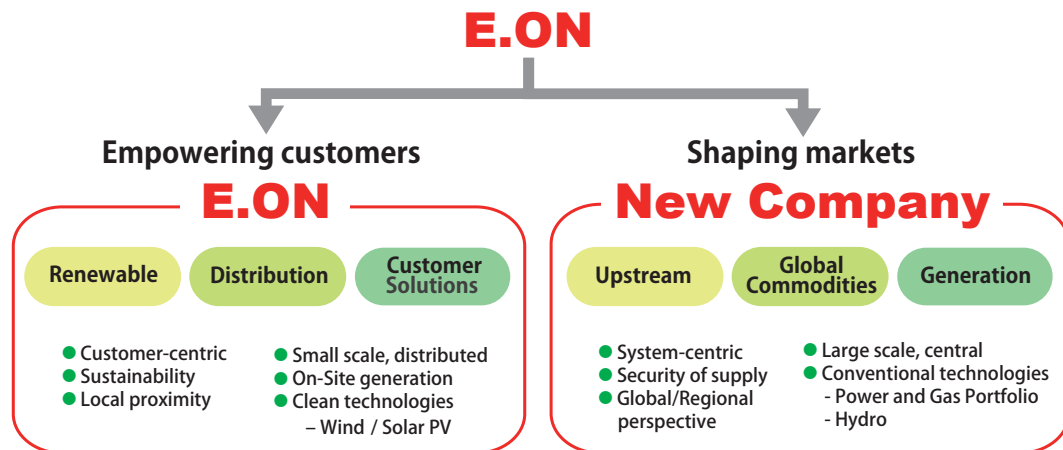 E.ON
Empowering customers
E.ON
Renewable
Distribution
Customer
Solutions
● Customer-centric
● Sustainability
● Local proximity
● Small scale, distributed
● On-Site generation
● Clean technologies
– Wind / Solar PV
Shaping markets
New Company
Upstream
Global
Commodities
Generation
● System-centric
● Security of supply
● Global/Regional
perspective
● Large scale, central
● Conventional technologies
- Power and Gas Portfolio
- Hydro